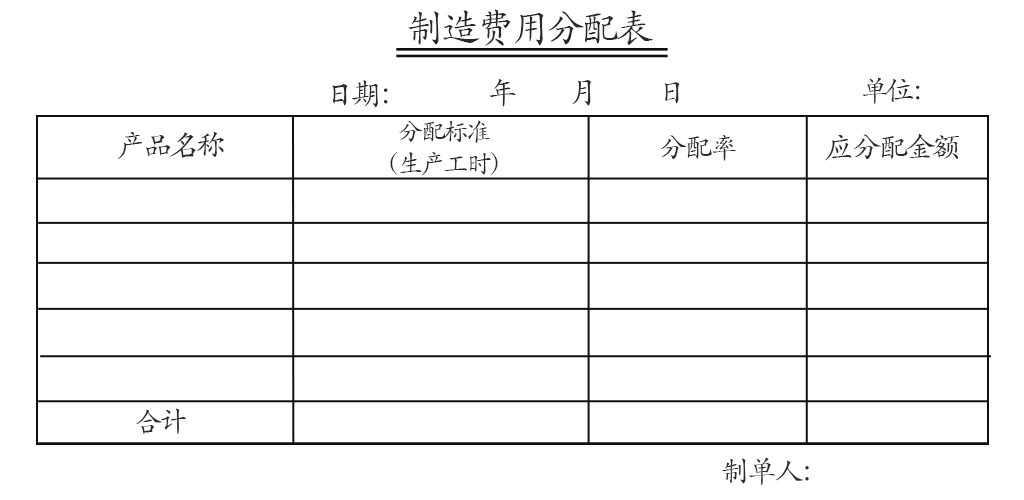 制造费用分配表
日期: 年 月 日 单位:
产品名称 分配标准 分配率 应分配金额
(生产工时)
合计
制单人: